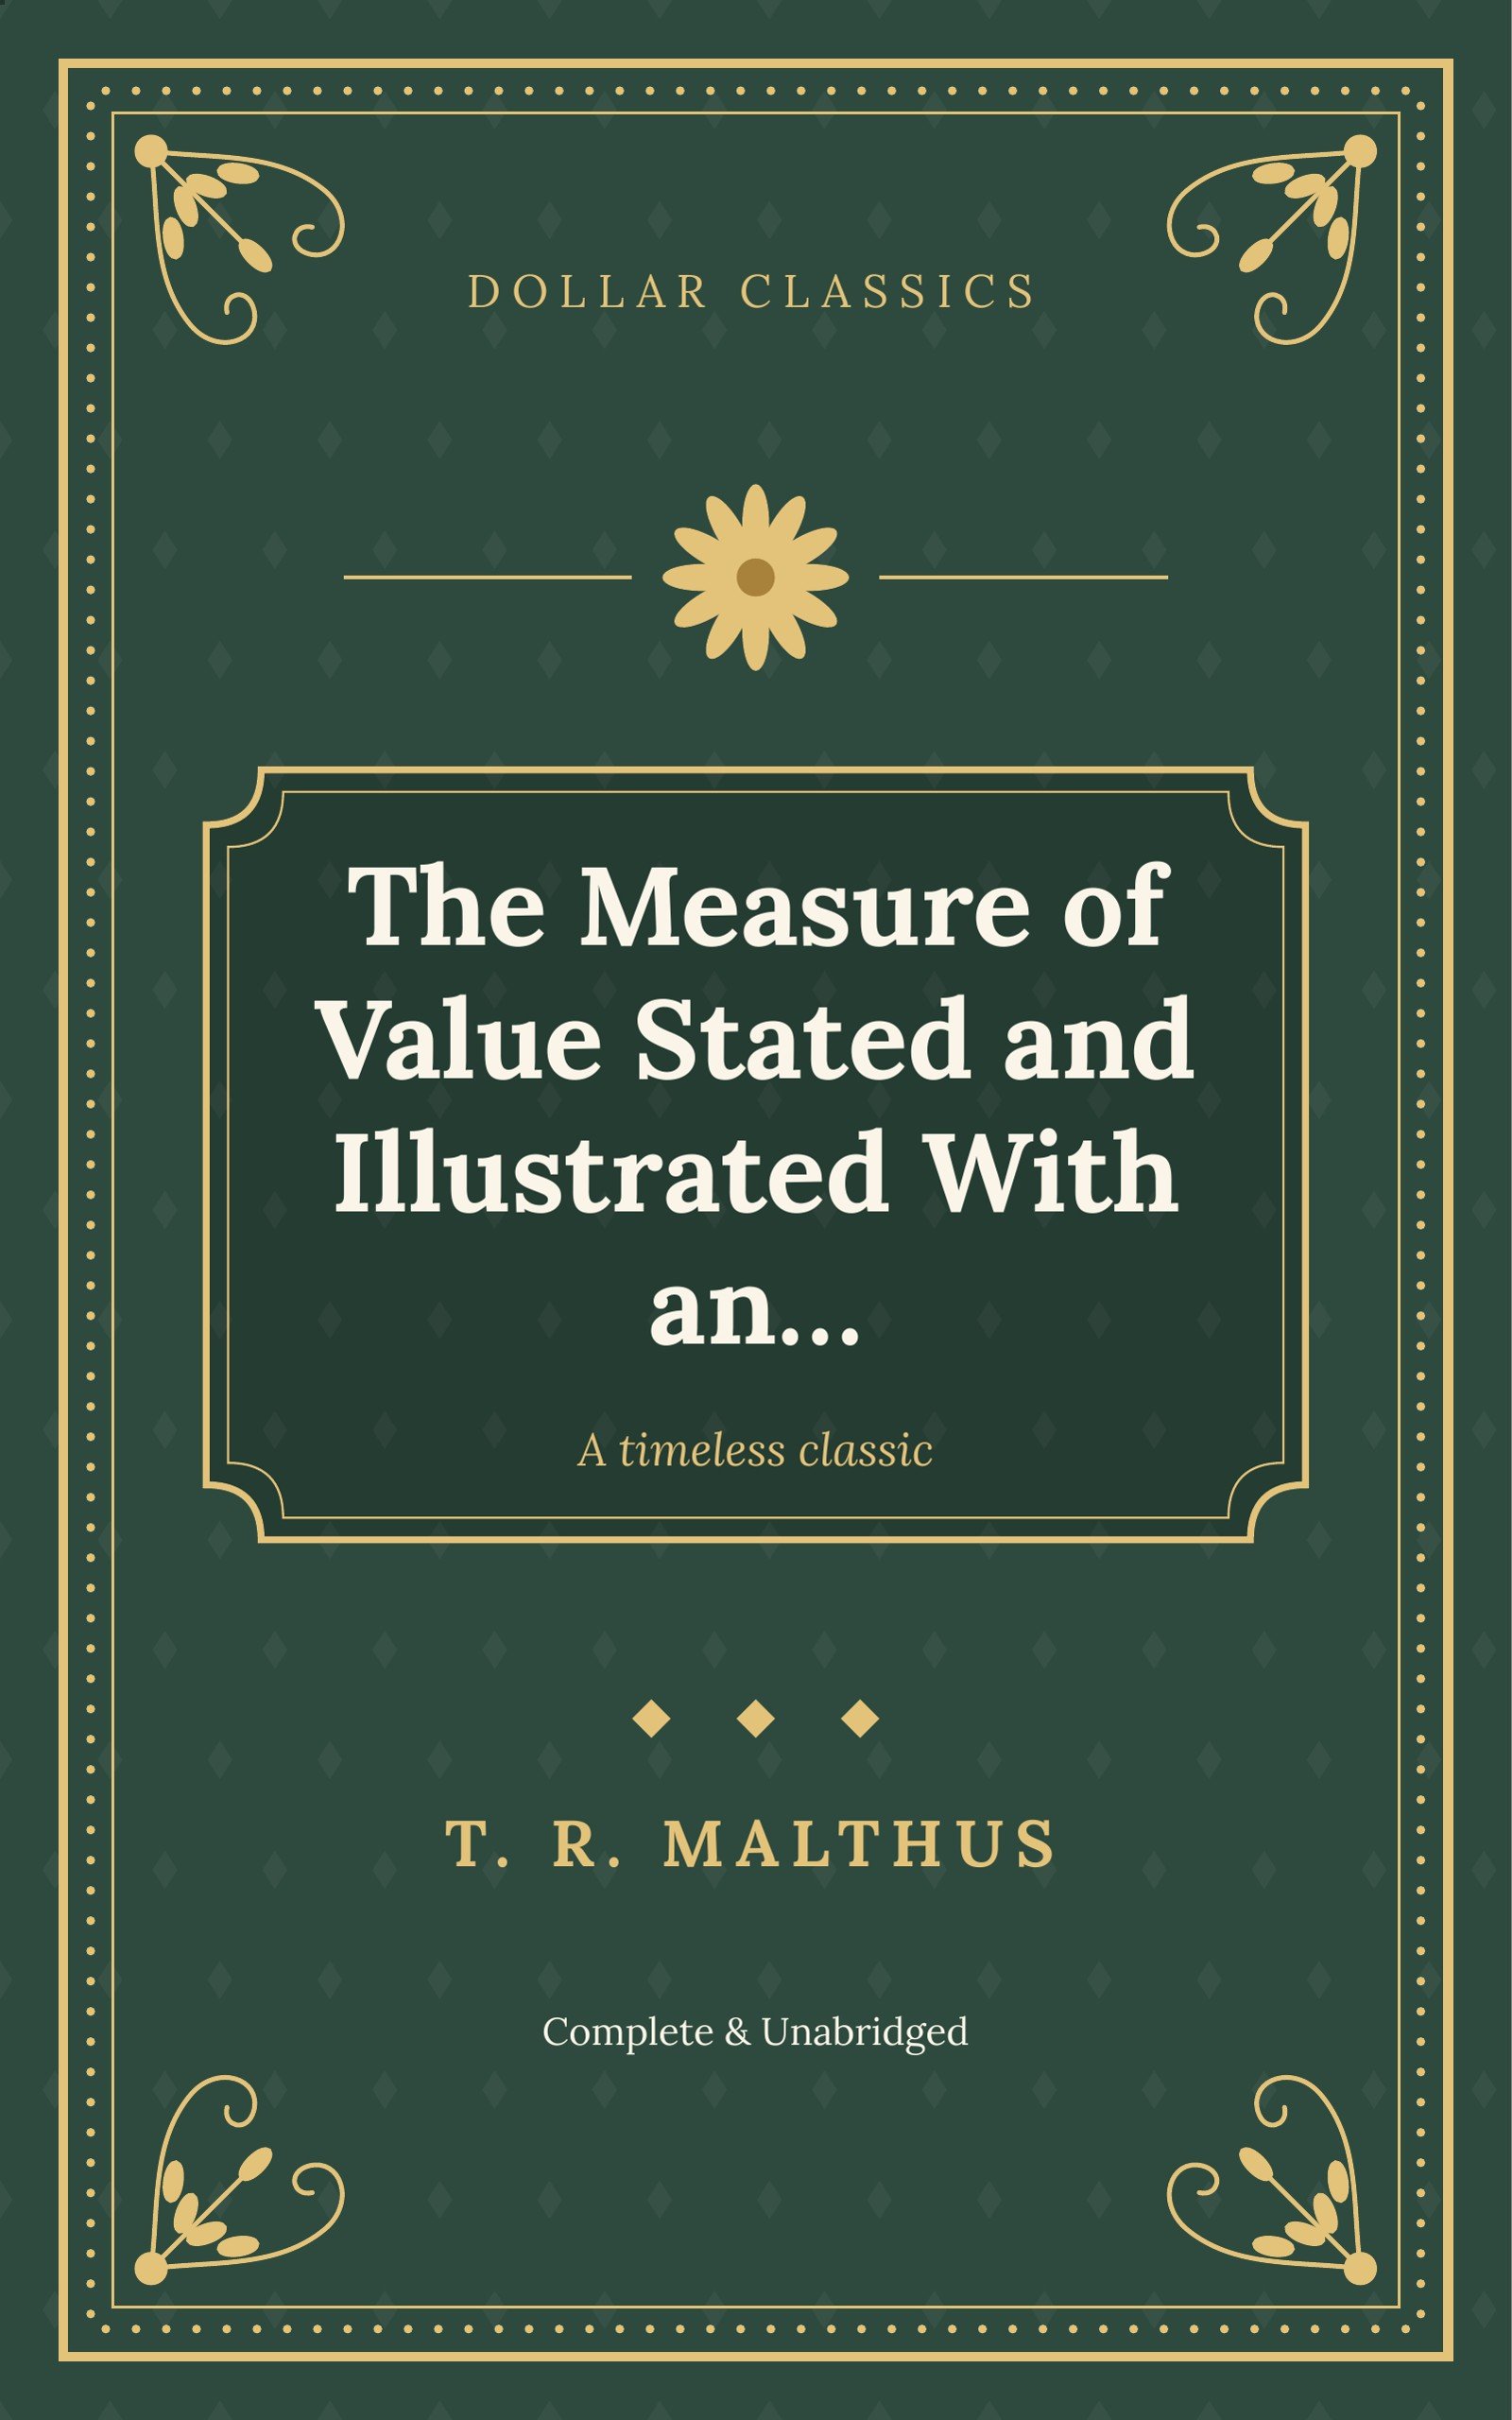 DOLLAR CLASSICS
The Measure of
Value Stated and
Illustrated With
an...
A timeless classic
T. R. MALTHUS
Complete & Unabridged